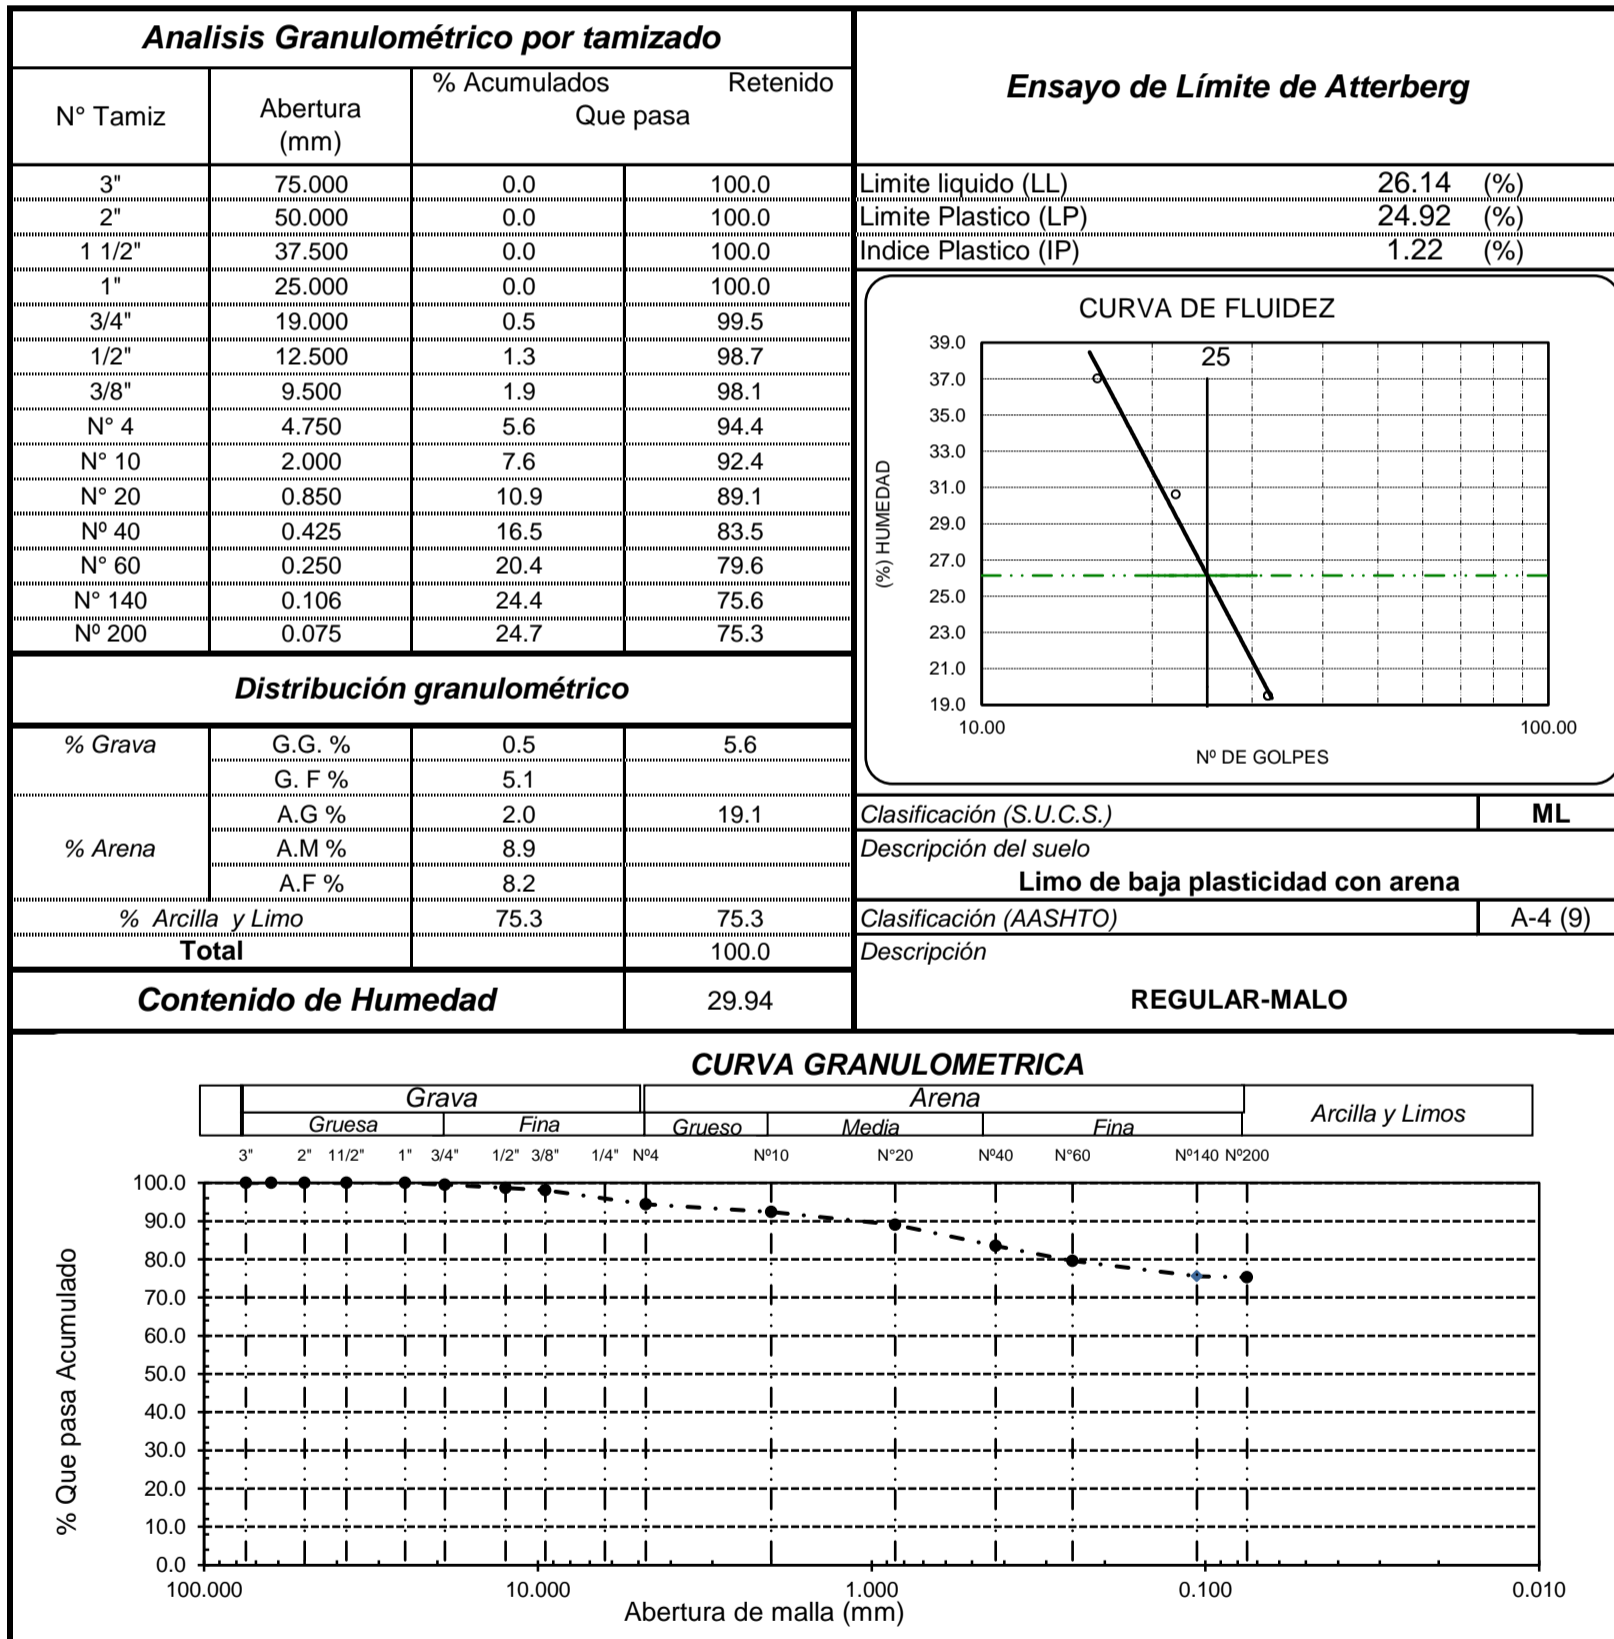 Analisis Granulométrico por tamizado
N° Tamiz Abertura (mm) % Acumulados Retenido Que pasa
3" 75.000 0.0 100.0
2" 50.000 0.0 100.0
1 1/2" 37.500 0.0 100.0
1" 25.000 0.0 100.0
3/4" 19.000 0.5 99.5
1/2" 12.500 1.3 98.7
3/8" 9.500 1.9 98.1
N° 4 4.750 5.6 94.4
N° 10 2.000 7.6 92.4
N° 20 0.850 10.9 89.1
Nº 40 0.425 16.5 83.5
N° 60 0.250 20.4 79.6
N° 140 0.106 24.4 75.6
Nº 200 0.075 24.7 75.3
Distribución granulométrico
% Grava G.G. % 0.5 5.6
G. F % 5.1
A.G % 2.0 19.1
% Arena A.M % 8.9
A.F % 8.2
% Arcilla y Limo 75.3 75.3
Total 100.0
Contenido de Humedad 29.94
Ensayo de Límite de Atterberg
Limite liquido (LL) 26.14 (%)
Limite Plastico (LP) 24.92 (%)
Indice Plastico (IP) 1.22 (%)
CURVA DE FLUIDEZ
25
39.0
37.0
35.0
33.0
31.0
29.0
27.0
25.0
23.0
21.0
19.0
(%) HUMEDAD
10.00 100.00
Nº DE GOLPES
Clasificación (S.U.C.S.) ML
Descripción del suelo
Limo de baja plasticidad con arena
Clasificación (AASHTO) A-4 (9)
Descripción
REGULAR-MALO
CURVA GRANULOMETRICA
Grava Arena Arcilla y Limos
Gruesa Fina Grueso Media Fina
3" 2" 11/2" 1" 3/4" 1/2" 3/8" 1/4" Nº4 Nº10 N°20 N°40 N°60 Nº140 Nº200
100.0
90.0
80.0
70.0
60.0
50.0
40.0
30.0
20.0
10.0
0.0
% Que pasa Acumulado
100.000 10.000 1.000 0.100 0.010
Abertura de malla (mm)